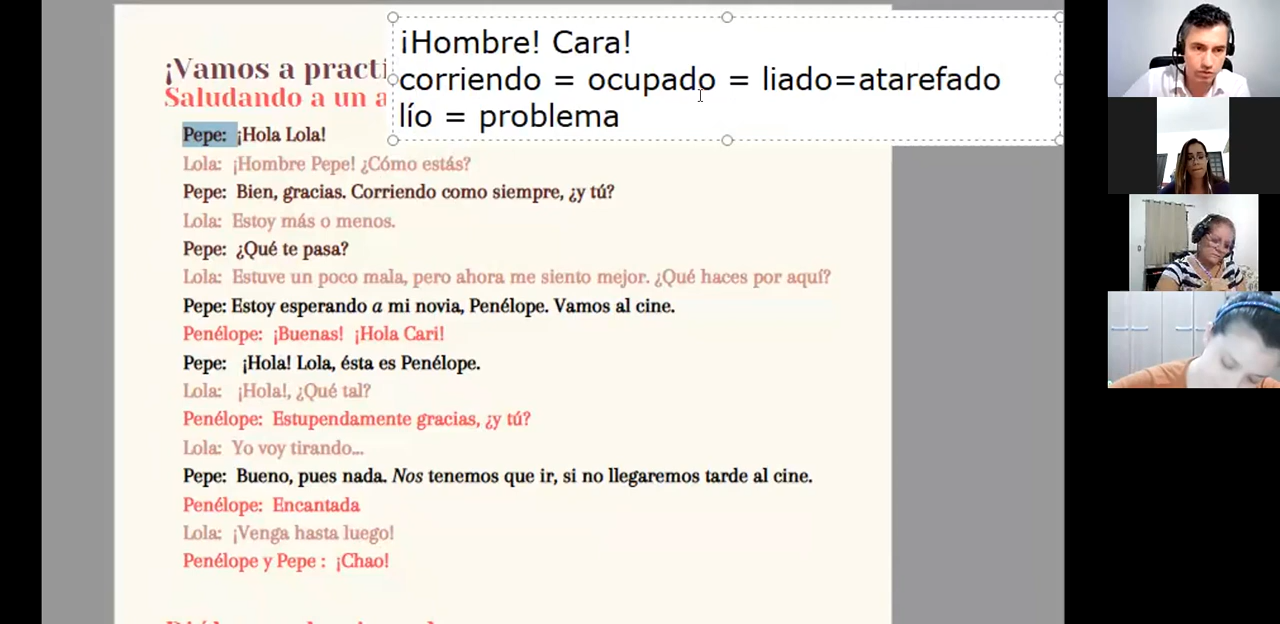 ¡Hombre! Cara!
corriendo = ocupado = liado=atarefado
lío = problema
¡Vamos a practi
Saludando a un a
Pepe: ¡Hola Lola!
Lola: ¡Hombre Pepe! ¿Cómo estás?
Pepe: Bien, gracias. Corriendo como siempre, ¿y tú?
Lola: Estoy más o menos.
Pepe: ¿Qué te pasa?
Lola: Estuve un poco mala, pero ahora me siento mejor. ¿Qué haces por aquí?
Pepe: Estoy esperando a mi novia, Penélope. Vamos al cine.
Penélope: ¡Buenas! ¡Hola Cari!
Pepe: ¡Hola! Lola, ésta es Penélope.
Lola: ¡Hola!, ¿Qué tal?
Penélope: Estupendamente gracias, ¿y tú?
Lola: Yo voy tirando...
Pepe: Bueno, pues nada. Nos tenemos que ir, si no llegaremos tarde al cine.
Penélope: Encantada
Lola: ¡Venga hasta luego!
Penélope y Pepe : ¡Chao!